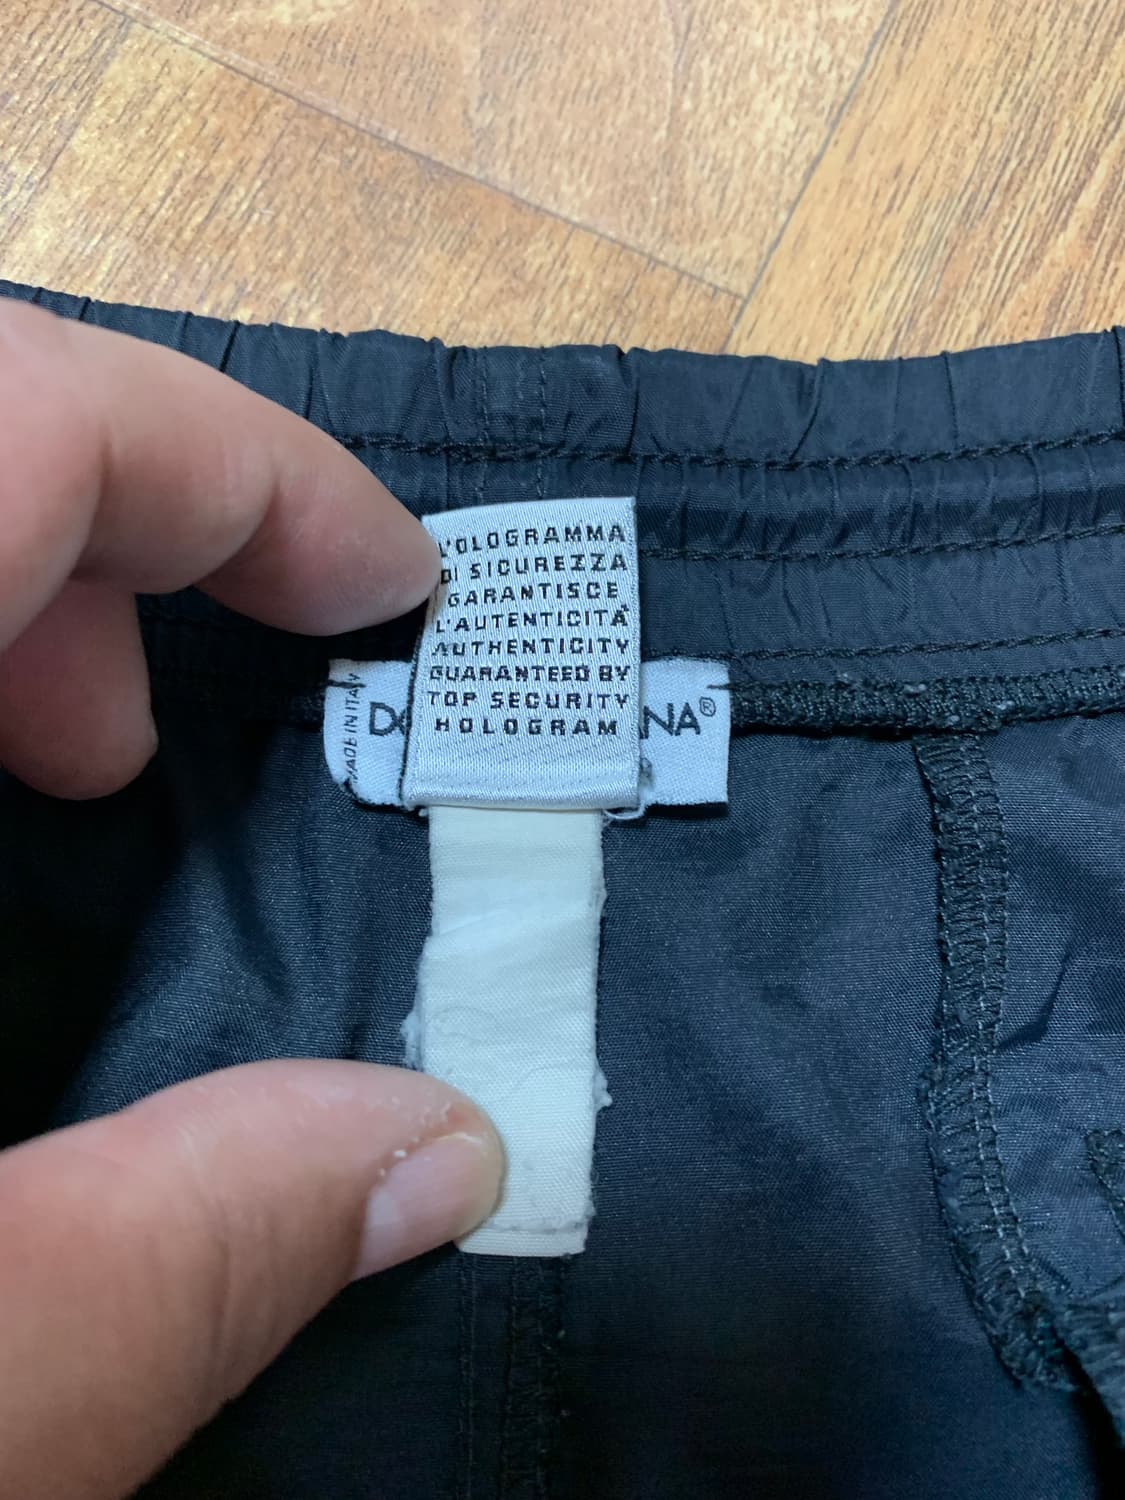 L'OLOGRAMMA
DI SICUREZZA
GARANTISCE
L'AUTENTICITÀ
AUTHENTICITY
GUARANTEED BY
TOP SECURITY
HOLOGRAM
MADE IN ITALY